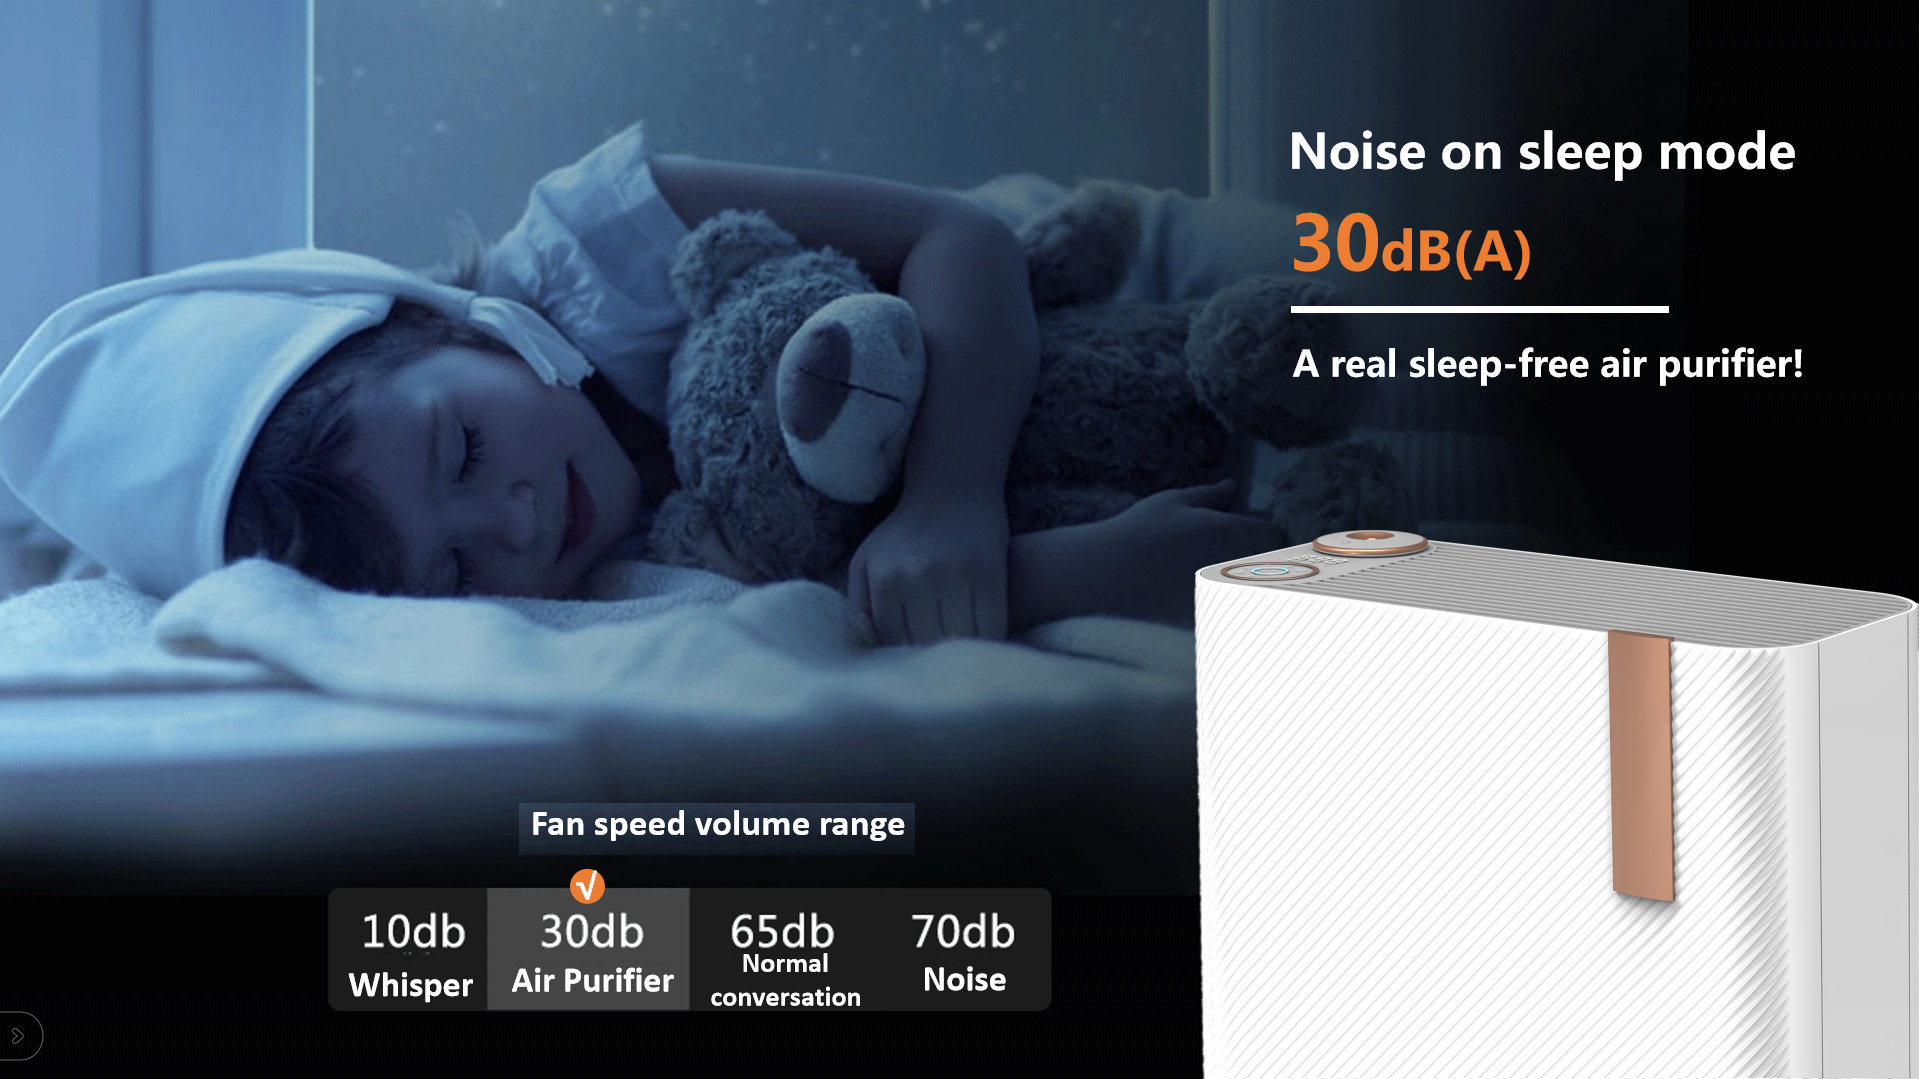 Noise on sleep mode
30dB(A)
A real sleep-free air purifier!
Fan speed volume range
√
10db
Whisper
30db
Air Purifier
65db
Normal
conversation
70db
Noise